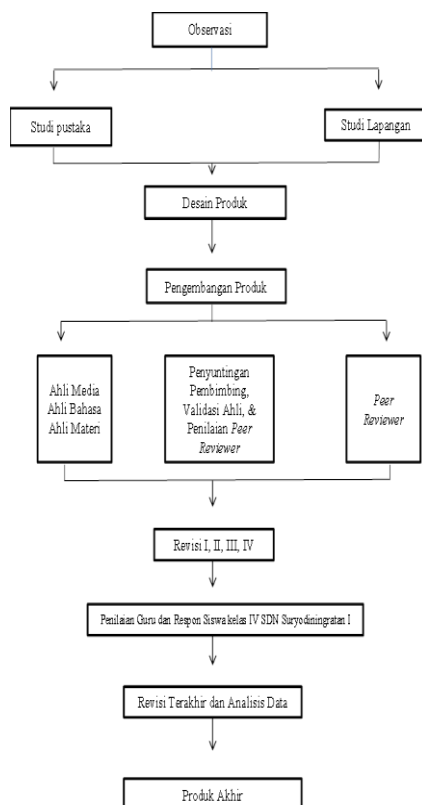 Observasi
Studi pustaka
Studi Lapangan
Desain Produk
Pengembangan Produk
Ahli Media
Ahli Bahasa
Ahli Materi
Penyuntingan
Pembimbing,
Validasi Ahli, &
Penilaian Peer
Reviewer
Peer
Reviewer
Revisi I, II, III, IV
Penilaian Guru dan Respon Siswa kelas IV SDN Suryodiningratan I
Revisi Terakhir dan Analisis Data
Produk Akhir